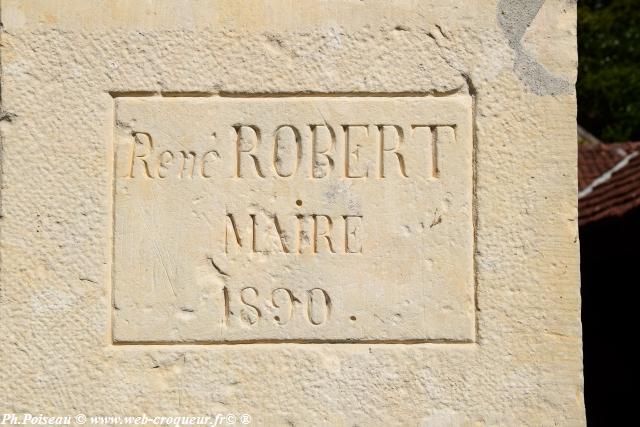 René ROBERT
MAIRE
1890.
Ph.Poiseau © www.web-croqueur.fr ©